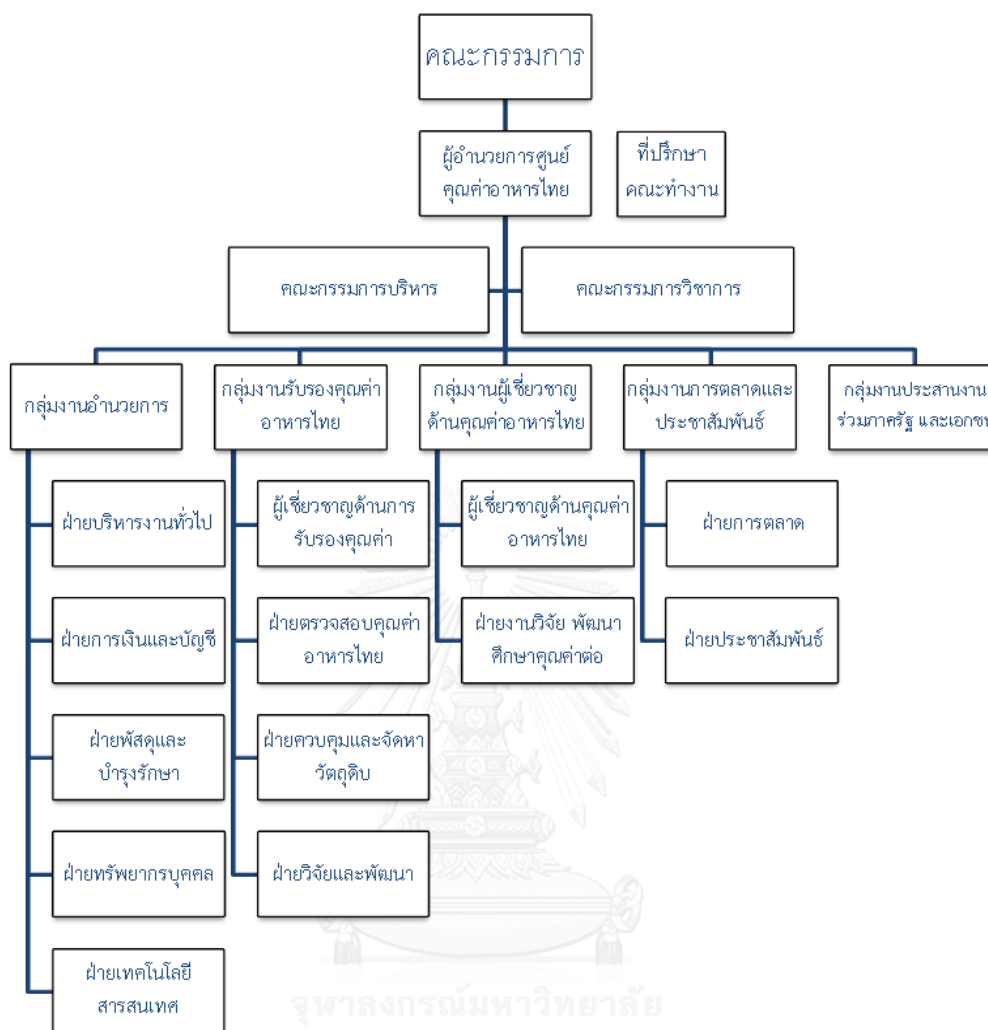 คณะกรรมการ
ผู้อำนวยการศูนย์
คุณค่าอาหารไทย
ที่ปรึกษา
คณะทำงาน
คณะกรรมการบริหาร
คณะกรรมการวิชาการ
กลุ่มงานอำนวยการ
กลุ่มงานรับรองคุณค่า
อาหารไทย
กลุ่มงานผู้เชี่ยวชาญ
ด้านคุณค่าอาหารไทย
กลุ่มงานการตลาดและ
ประชาสัมพันธ์
กลุ่มงานประสานงาน
ร่วมภาครัฐ และเอกชน
ฝ่ายบริหารงานทั่วไป
ฝ่ายการเงินและบัญชี
ฝ่ายพัสดุและ
บำรุงรักษา
ฝ่ายทรัพยากรบุคคล
ฝ่ายเทคโนโลยี
สารสนเทศ
ผู้เชี่ยวชาญด้านการ
รับรองคุณค่า
ฝ่ายตรวจสอบคุณค่า
อาหารไทย
ฝ่ายควบคุมและจัดหา
วัตถุดิบ
ฝ่ายวิจัยและพัฒนา
ผู้เชี่ยวชาญด้านคุณค่า
อาหารไทย
ฝ่ายงานวิจัย พัฒนา
ศึกษาคุณค่าต่อ
ฝ่ายการตลาด
ฝ่ายประชาสัมพันธ์
จุฬาลงกรณ์มหาวิทยาลัย